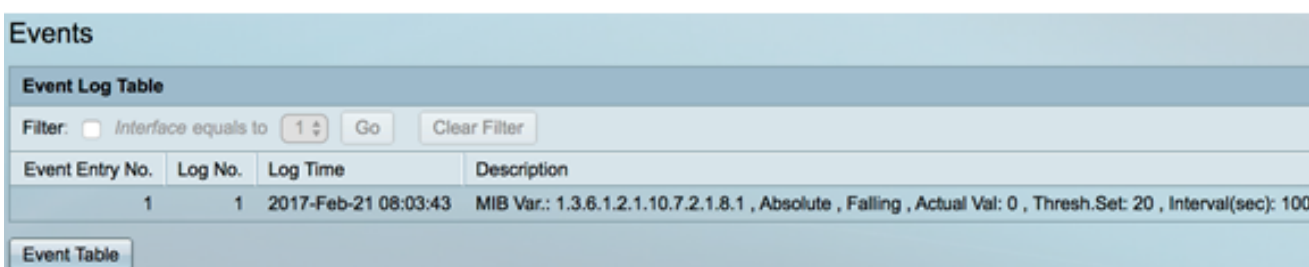 Events
Event Log Table
Filter: Interface equals to 1 Go Clear Filter
Event Entry No. Log No. Log Time Description
1 1 2017-Feb-21 08:03:43 MIB Var.: 1.3.6.1.2.1.10.7.2.1.8.1 , Absolute , Falling , Actual Val: 0 , Thresh.Set: 20 , Interval(sec): 100
Event Table